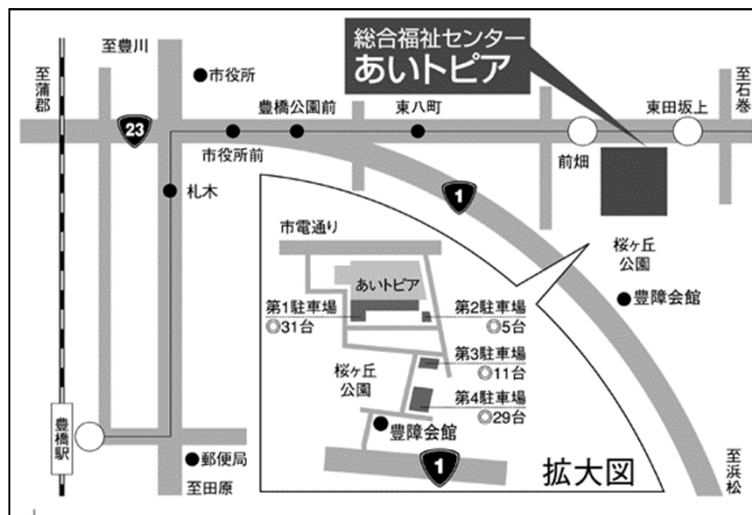 総合福祉センター
あいトピア
至豊川
至蒲郡
市役所
豊橋公園前
東八町
至石巻
東田坂上
23
市役所前
前畑
札木
1
市電通り
桜ヶ丘
公園
あいトピア
第1駐車場
◎31台
第2駐車場
◎5台
豊障会館
第3駐車場
◎11台
桜ヶ丘
公園
第4駐車場
◎29台
豊障会館
豊橋駅
郵便局
1
拡大図
至田原
至浜松